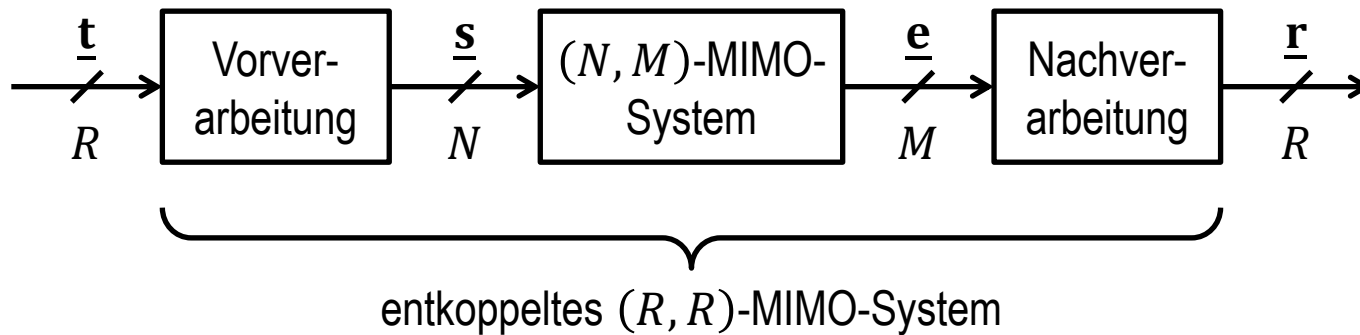 t
s
e
r
Vorver-
arbeitung
(N, M)-MIMO-
System
Nachver-
arbeitung
R
N
M
R
entkoppeltes (R, R)-MIMO-System